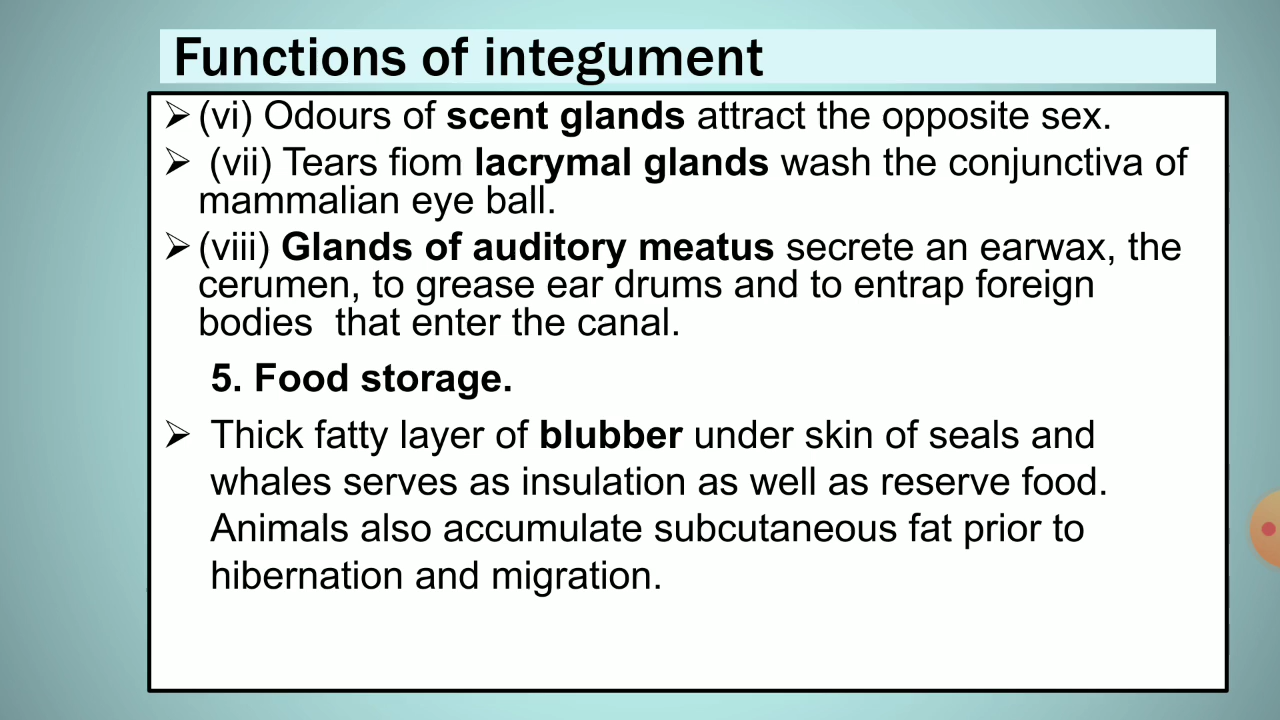 Functions of integument
➢ (vi) Odours of scent glands attract the opposite sex.
➢ (vii) Tears fiom lacrymal glands wash the conjunctiva of
mammalian eye ball.
➢ (viii) Glands of auditory meatus secrete an earwax, the
cerumen, to grease ear drums and to entrap foreign
bodies that enter the canal.
5. Food storage.
➢ Thick fatty layer of blubber under skin of seals and
whales serves as insulation as well as reserve food.
Animals also accumulate subcutaneous fat prior to
hibernation and migration.